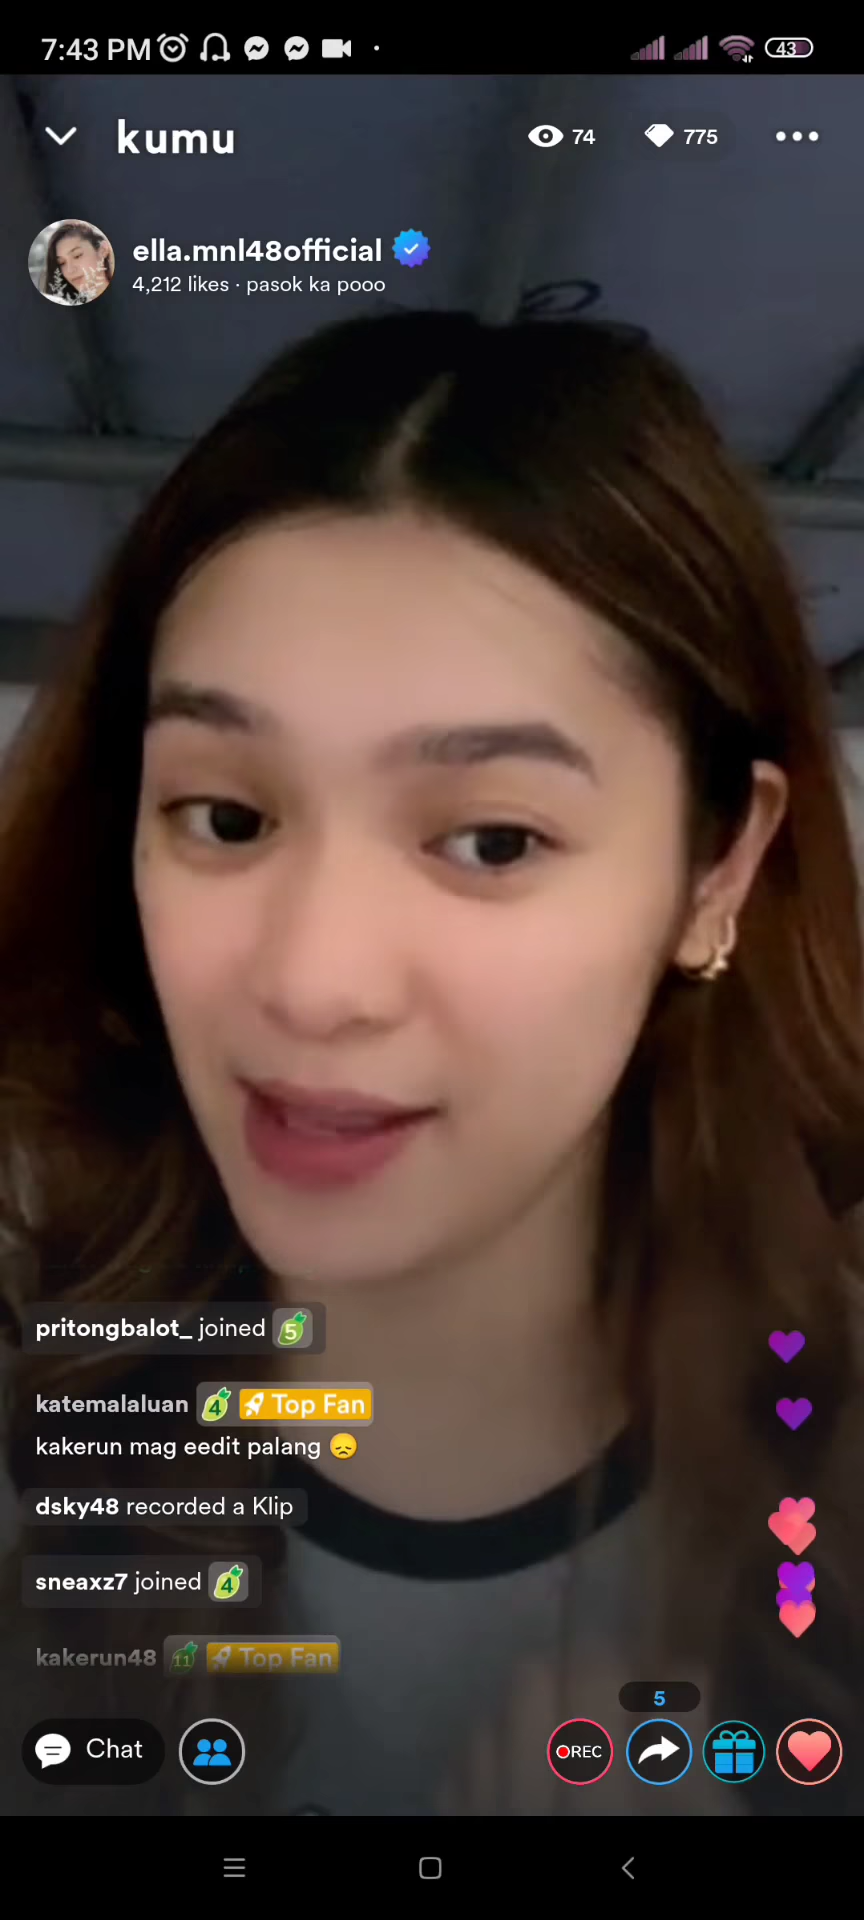 7:43 PM
43
kumu
74
775
ella.mnl48official
4,212 likes · pasok ka pooo
pritongbalot_ joined 5
katemalaluan 4 Top Fan
kakerun mag eedit palang 😞
dsky48 recorded a Klip
sneaxz7 joined 4
kakerun48 11 Top Fan
5
Chat
REC